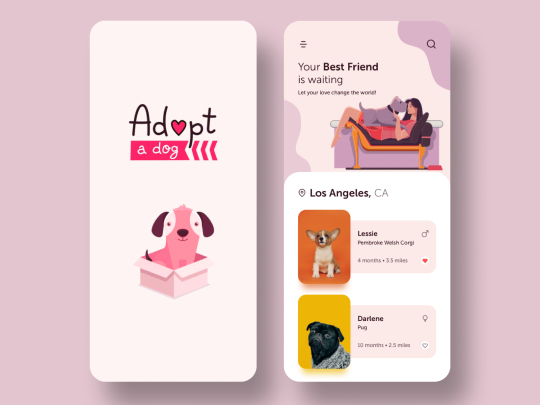 Adopt
a dog
Your Best Friend
is waiting
Let your love change the world!
Los Angeles, CA
Lessie
Pembroke Welsh Corgi
4 months • 3.5 miles
Darlene
Pug
10 months • 2.5 miles